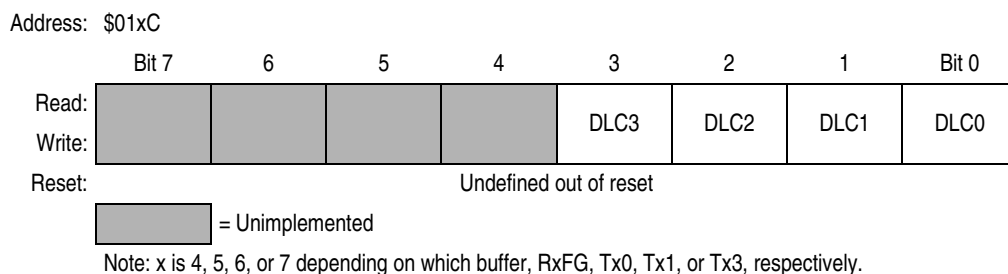 Address: $01xC
Bit 7 6 5 4 3 2 1 Bit 0
Read:
DLC3 DLC2 DLC1 DLC0
Write:
Reset: Undefined out of reset
= Unimplemented
Note: x is 4, 5, 6, or 7 depending on which buffer, RxFG, Tx0, Tx1, or Tx3, respectively.